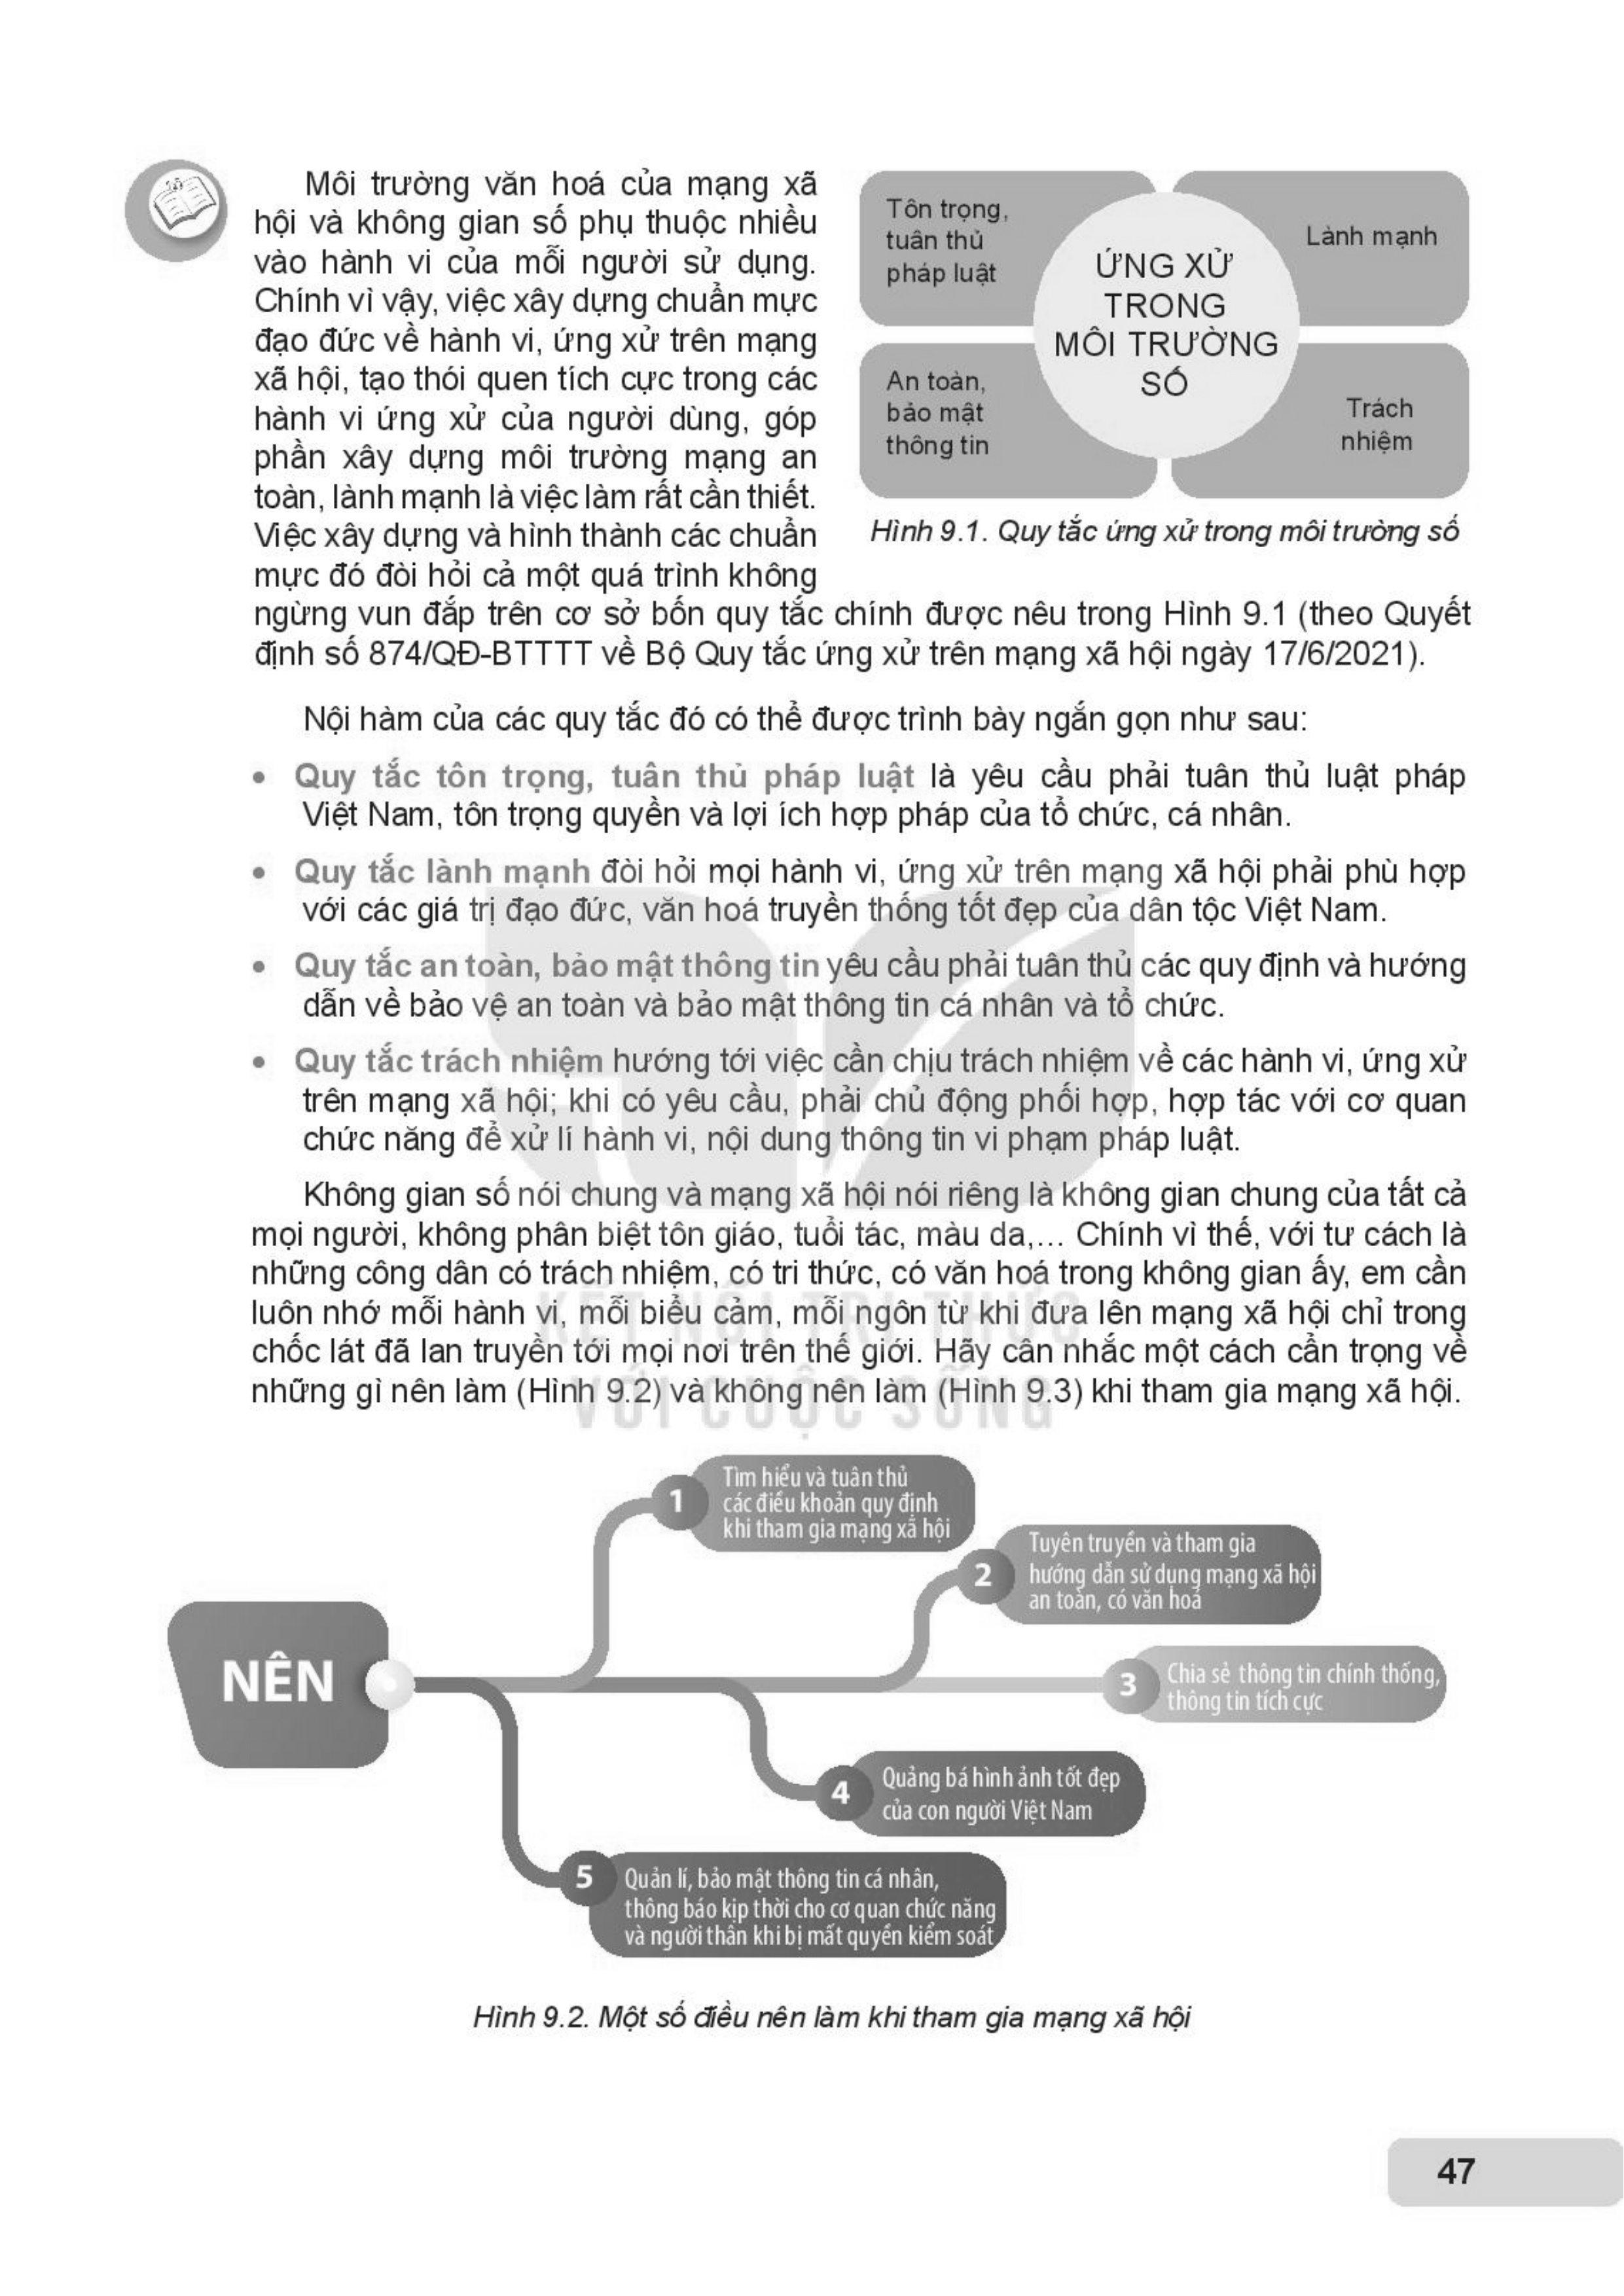 Môi trường văn hoá của mạng xã
hội và không gian số phụ thuộc nhiều
vào hành vi của mỗi người sử dụng.
Chính vì vậy, việc xây dựng chuẩn mực
đạo đức về hành vi, ứng xử trên mạng
xã hội, tạo thói quen tích cực trong các
hành vi ứng xử của người dùng, góp
phần xây dựng môi trường mạng an
toàn, lành mạnh là việc làm rất cần thiết.
Việc xây dựng và hình thành các chuẩn
mực đó đòi hỏi cả một quá trình không
Tôn trọng,
tuân thủ
pháp luật
Lành mạnh
ỨNG XỬ
TRONG
MÔI TRƯỜNG
SỐ
An toàn,
bảo mật
thông tin
Trách
nhiệm
Hình 9.1. Quy tắc ứng xử trong môi trường số
ngừng vun đắp trên cơ sở bốn quy tắc chính được nêu trong Hình 9.1 (theo Quyết
định số 874/QĐ-BTTTT về Bộ Quy tắc ứng xử trên mạng xã hội ngày 17/6/2021).
Nội hàm của các quy tắc đó có thể được trình bày ngắn gọn như sau:
• Quy tắc tôn trọng, tuân thủ pháp luật là yêu cầu phải tuân thủ luật pháp
Việt Nam, tôn trọng quyền và lợi ích hợp pháp của tổ chức, cá nhân.
• Quy tắc lành mạnh đòi hỏi mọi hành vi, ứng xử trên mạng xã hội phải phù hợp
với các giá trị đạo đức, văn hoá truyền thống tốt đẹp của dân tộc Việt Nam.
• Quy tắc an toàn, bảo mật thông tin yêu cầu phải tuân thủ các quy định và hướng
dẫn về bảo vệ an toàn và bảo mật thông tin cá nhân và tổ chức.
• Quy tắc trách nhiệm hướng tới việc cần chịu trách nhiệm về các hành vi, ứng xử
trên mạng xã hội; khi có yêu cầu, phải chủ động phối hợp, hợp tác với cơ quan
chức năng để xử lí hành vi, nội dung thông tin vi phạm pháp luật.
Không gian số nói chung và mạng xã hội nói riêng là không gian chung của tất cả
mọi người, không phân biệt tôn giáo, tuổi tác, màu da,... Chính vì thế, với tư cách là
những công dân có trách nhiệm, có tri thức, có văn hoá trong không gian ấy, em cần
luôn nhớ mỗi hành vi, mỗi biểu cảm, mỗi ngôn từ khi đưa lên mạng xã hội chỉ trong
chốc lát đã lan truyền tới mọi nơi trên thế giới. Hãy cân nhắc một cách cẩn trọng về
những gì nên làm (Hình 9.2) và không nên làm (Hình 9.3) khi tham gia mạng xã hội.
KẾT NỐI TRI THỨC
VỚI CUỘC SỐNG
NÊN
1
Tìm hiểu và tuân thủ
các điều khoản quy định
khi tham gia mạng xã hội
2
Tuyên truyền và tham gia
hướng dẫn sử dụng mạng xã hội
an toàn, có văn hoá
3
Chia sẻ thông tin chính thống,
thông tin tích cực
4
Quảng bá hình ảnh tốt đẹp
của con người Việt Nam
5
Quản lí, bảo mật thông tin cá nhân,
thông báo kịp thời cho cơ quan chức năng
và người thân khi bị mất quyền kiểm soát
Hình 9.2. Một số điều nên làm khi tham gia mạng xã hội
47